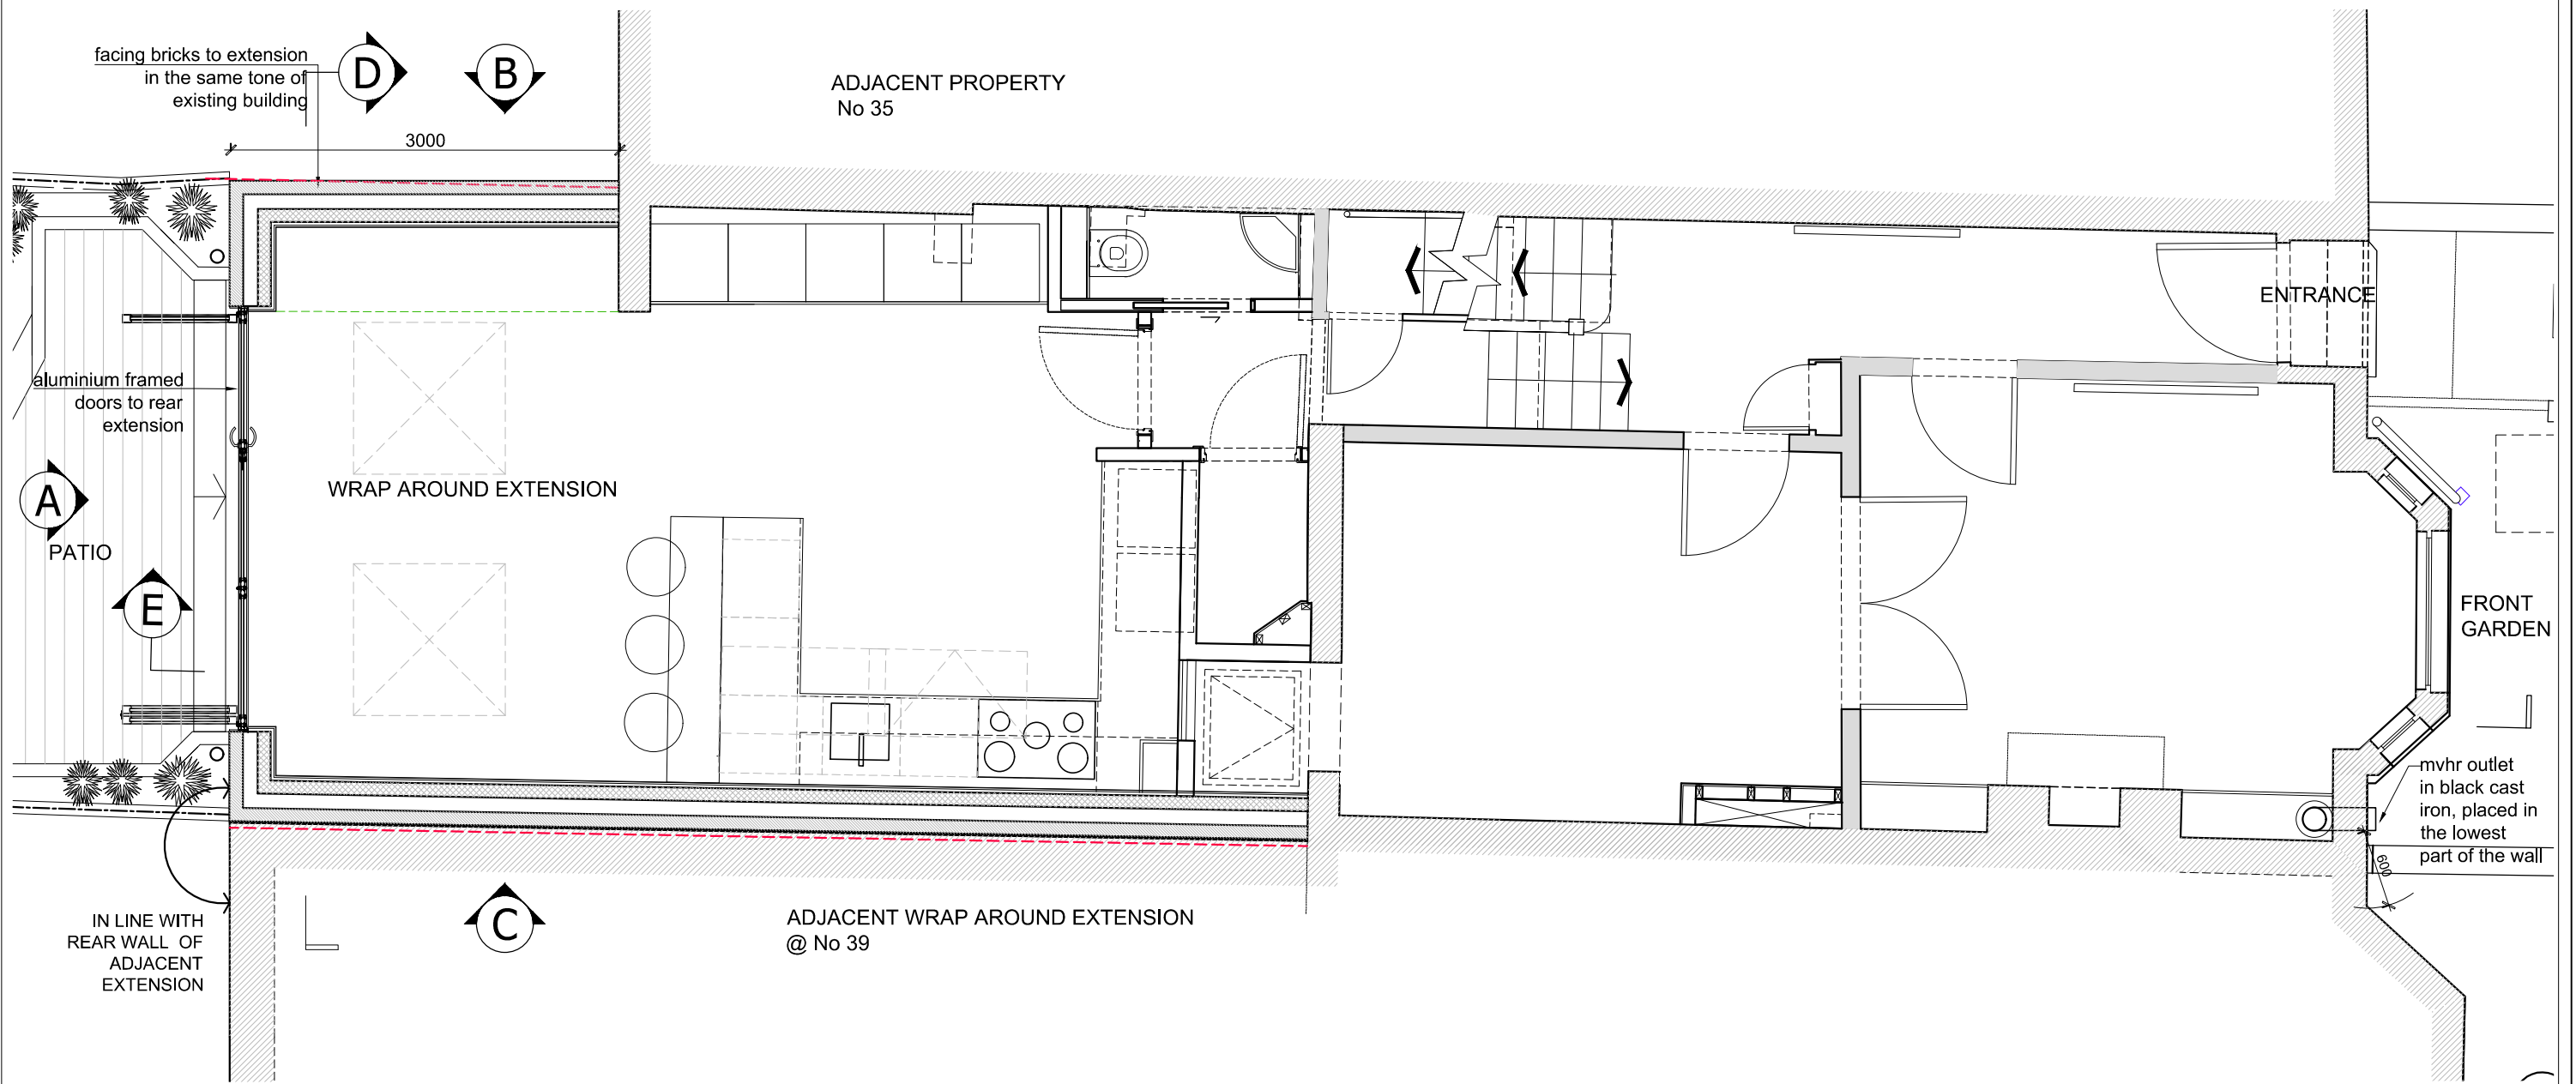 facing bricks to extension
in the same tone of
existing building
D
B
ADJACENT PROPERTY
No 35
3000
ENTRANCE
aluminium framed
doors to rear
extension
WRAP AROUND EXTENSION
A
PATIO
E
FRONT
GARDEN
mvhr outlet
in black cast
iron, placed in
the lowest
part of the wall
600
IN LINE WITH
REAR WALL OF
ADJACENT
EXTENSION
C
ADJACENT WRAP AROUND EXTENSION
@ No 39